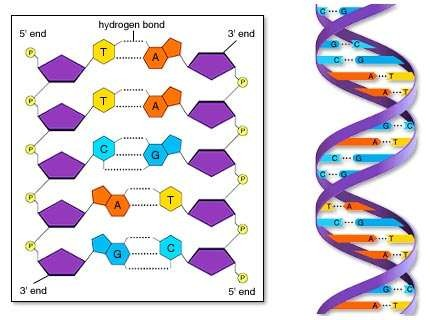 hydrogen bond
5' end
3' end
P T A
P
P T A
P
P C G
P
P A T
P
P G C
P
3' end
5' end
C G
G C
C G
A T
A T
G C
A T
C G
C G
T A
C G
A T
A T
G C
A T